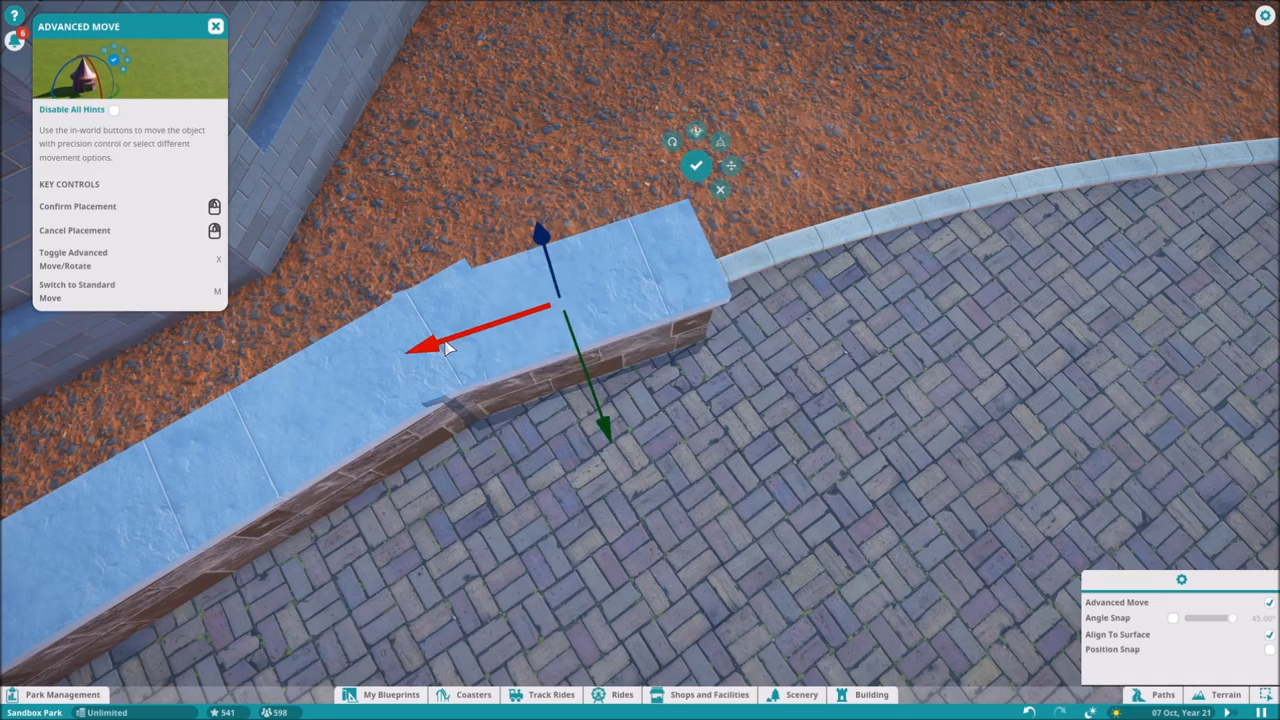 ?
6
ADVANCED MOVE
Disable All Hints
Use the in-world buttons to move the object
with precision control or select different
movement options.
KEY CONTROLS
Confirm Placement
Cancel Placement
Toggle Advanced
Move/Rotate
X
Switch to Standard
Move
M
Advanced Move
Angle Snap
45.00°
Align To Surface
Position Snap
Park Management
My Blueprints
Coasters
Track Rides
Rides
Shops and Facilities
Scenery
Building
Paths
Terrain
Sandbox Park
Unlimited
541
598
07 Oct, Year 21